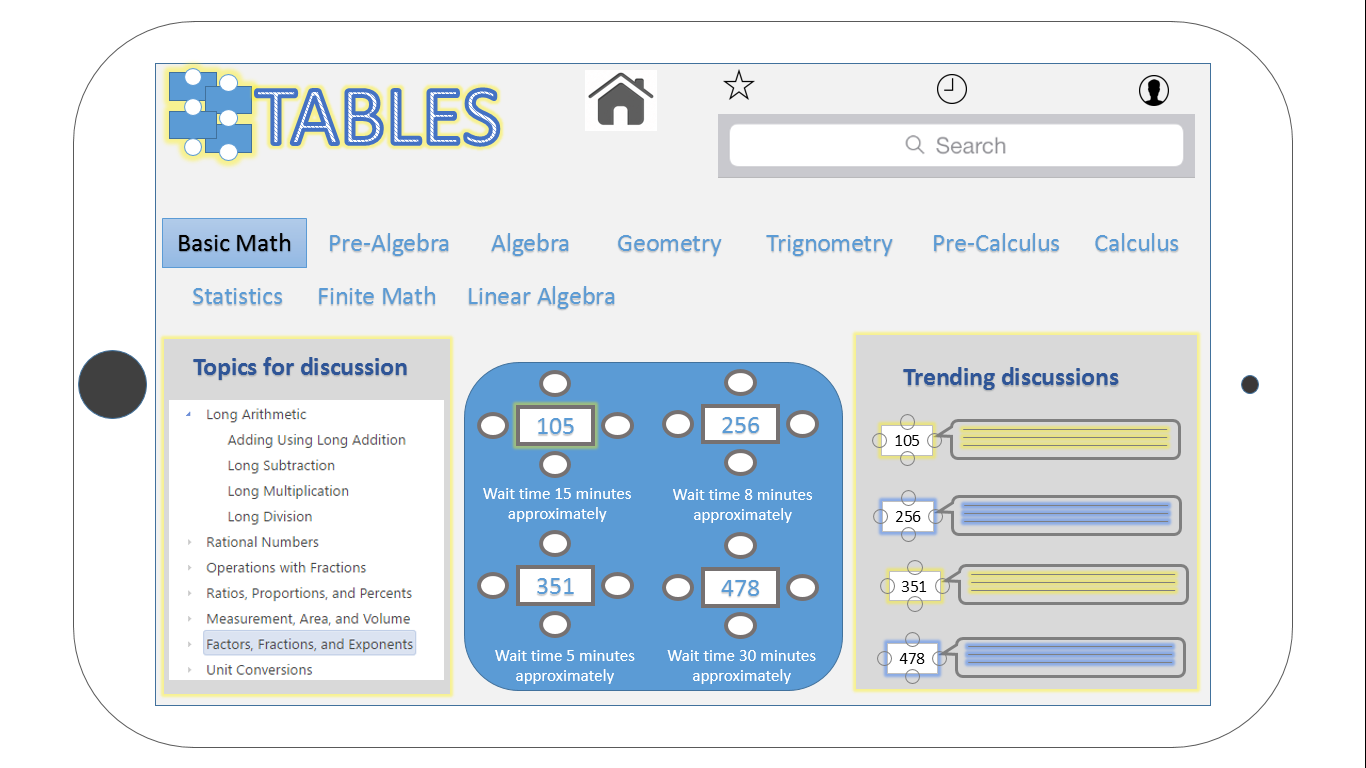 TABLES
Search
Basic Math
Pre-Algebra
Algebra
Geometry
Trignometry
Pre-Calculus
Calculus
Statistics
Finite Math
Linear Algebra
Topics for discussion
Long Arithmetic
Adding Using Long Addition
Long Subtraction
Long Multiplication
Long Division
Rational Numbers
Operations with Fractions
Ratios, Proportions, and Percents
Measurement, Area, and Volume
Factors, Fractions, and Exponents
Unit Conversions
105
Wait time 15 minutes
approximately
256
Wait time 8 minutes
approximately
351
Wait time 5 minutes
approximately
478
Wait time 30 minutes
approximately
Trending discussions
105
256
351
478